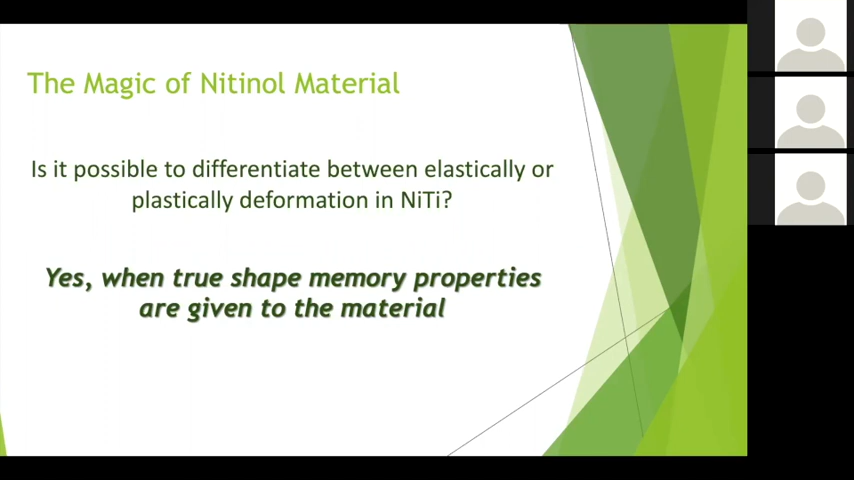 The Magic of Nitinol Material
Is it possible to differentiate between elastically or
plastically deformation in NiTi?
Yes, when true shape memory properties
are given to the material